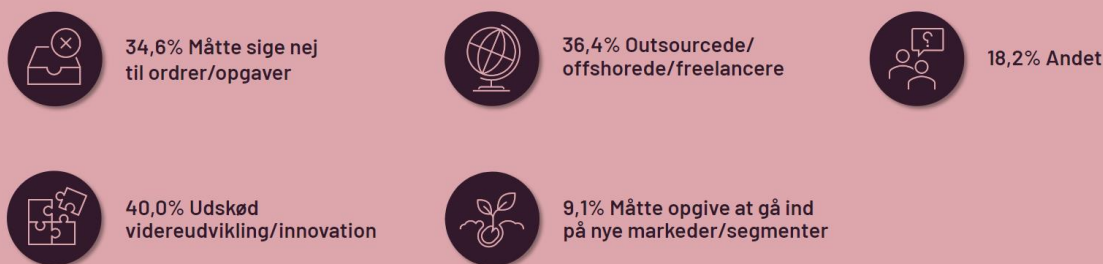 34,6% Måtte sige nej
til ordrer/opgaver
36,4% Outsourcede/
offshorede/freelancere
18,2% Andet
40,0% Udskød
videreudvikling/innovation
9,1% Måtte opgive at gå ind
på nye markeder/segmenter